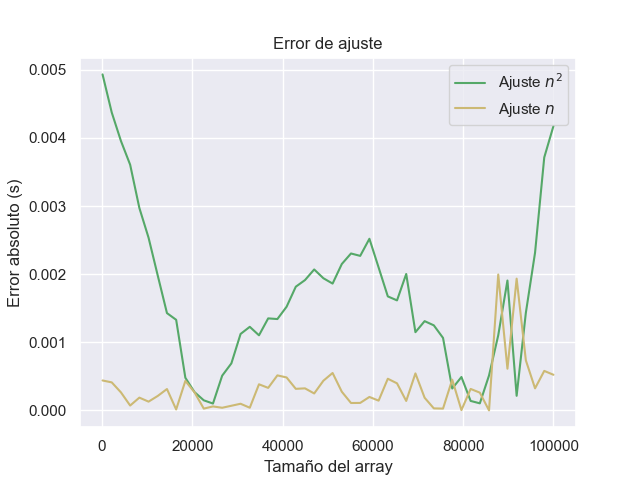 Error de ajuste
Ajuste n²
Ajuste n
Error absoluto (s)
0.005
0.004
0.003
0.002
0.001
0.000
0 20000 40000 60000 80000 100000
Tamaño del array